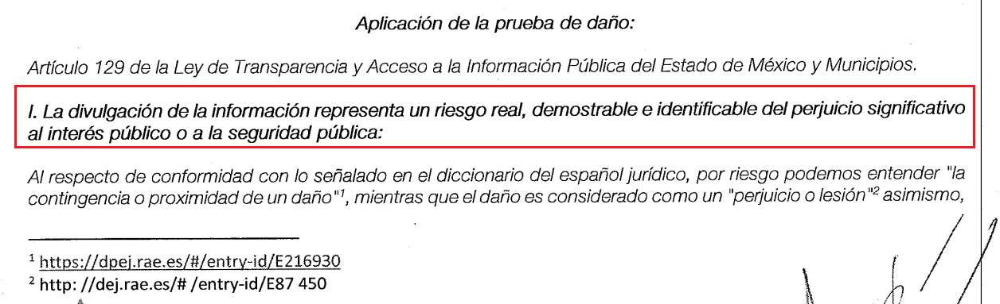 Aplicación de la prueba de daño:
Artículo 129 de la Ley de Transparencia y Acceso a la Información Pública del Estado de México y Municipios.
I. La divulgación de la información representa un riesgo real, demostrable e identificable del perjuicio significativo
al interés público o a la seguridad pública:
Al respecto de conformidad con lo señalado en el diccionario del español jurídico, por riesgo podemos entender "la
contingencia o proximidad de un daño"¹, mientras que el daño es considerado como un "perjuicio o lesión"² asimismo,
¹ https://dpej.rae.es/#/entry-id/E216930
² http: //dej.rae.es/# /entry-id/E87 450